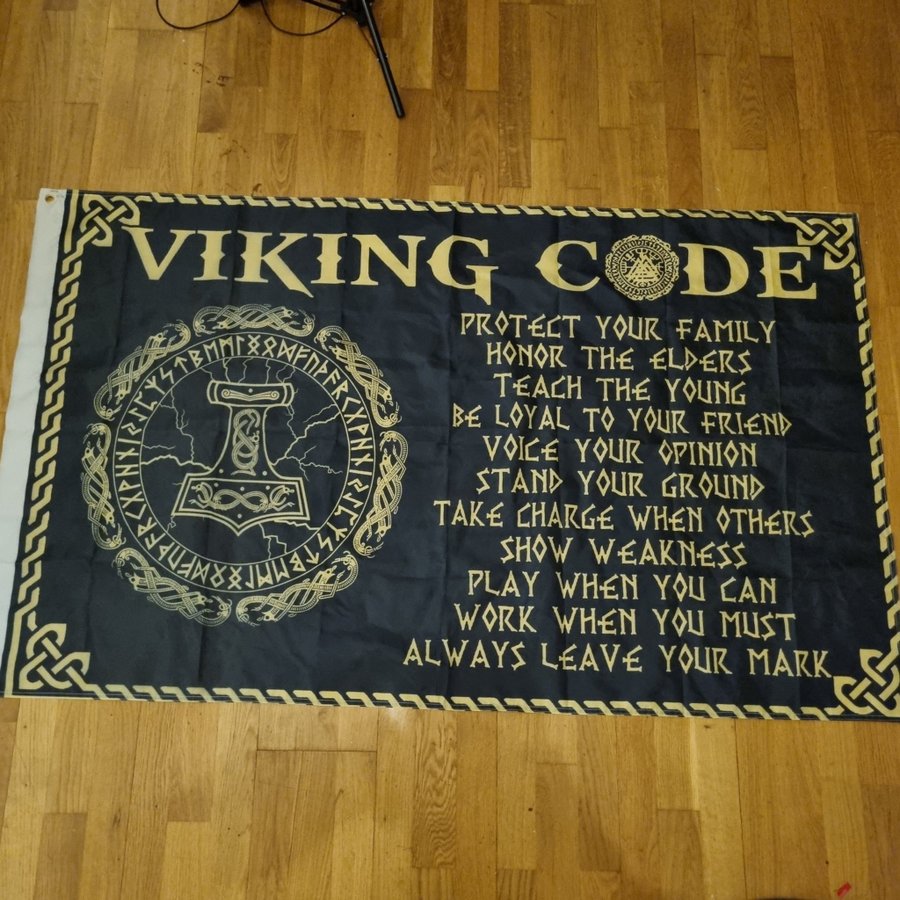 VIKING CODE
PROTECT YOUR FAMILY
HONOR THE ELDERS
TEACH THE YOUNG
BE LOYAL TO YOUR FRIEND
VOICE YOUR OPINION
STAND YOUR GROUND
TAKE CHARGE WHEN OTHERS
SHOW WEAKNESS
PLAY WHEN YOU CAN
WORK WHEN YOU MUST
ALWAYS LEAVE YOUR MARK